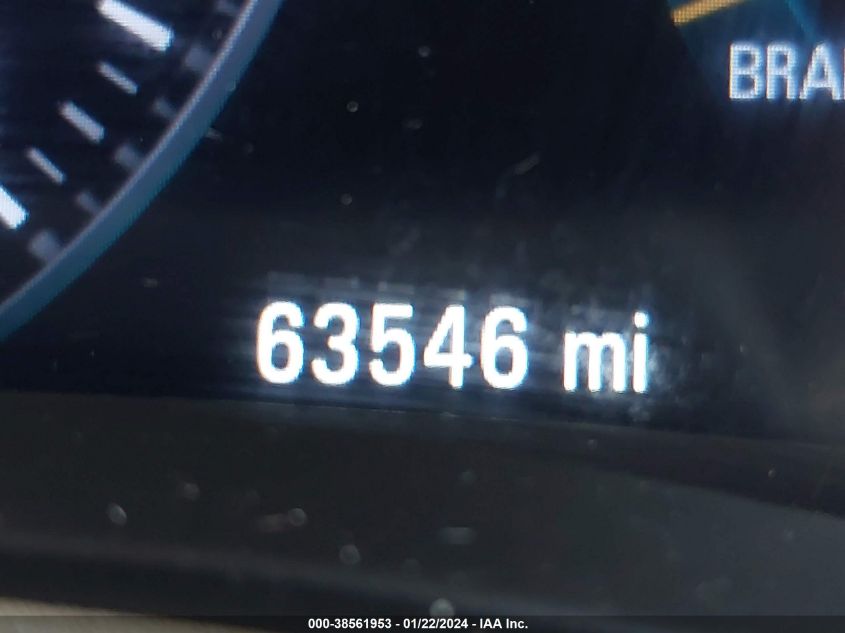 BRA
63546 mi
000-38561953 - 01/22/2024 - IAA Inc.